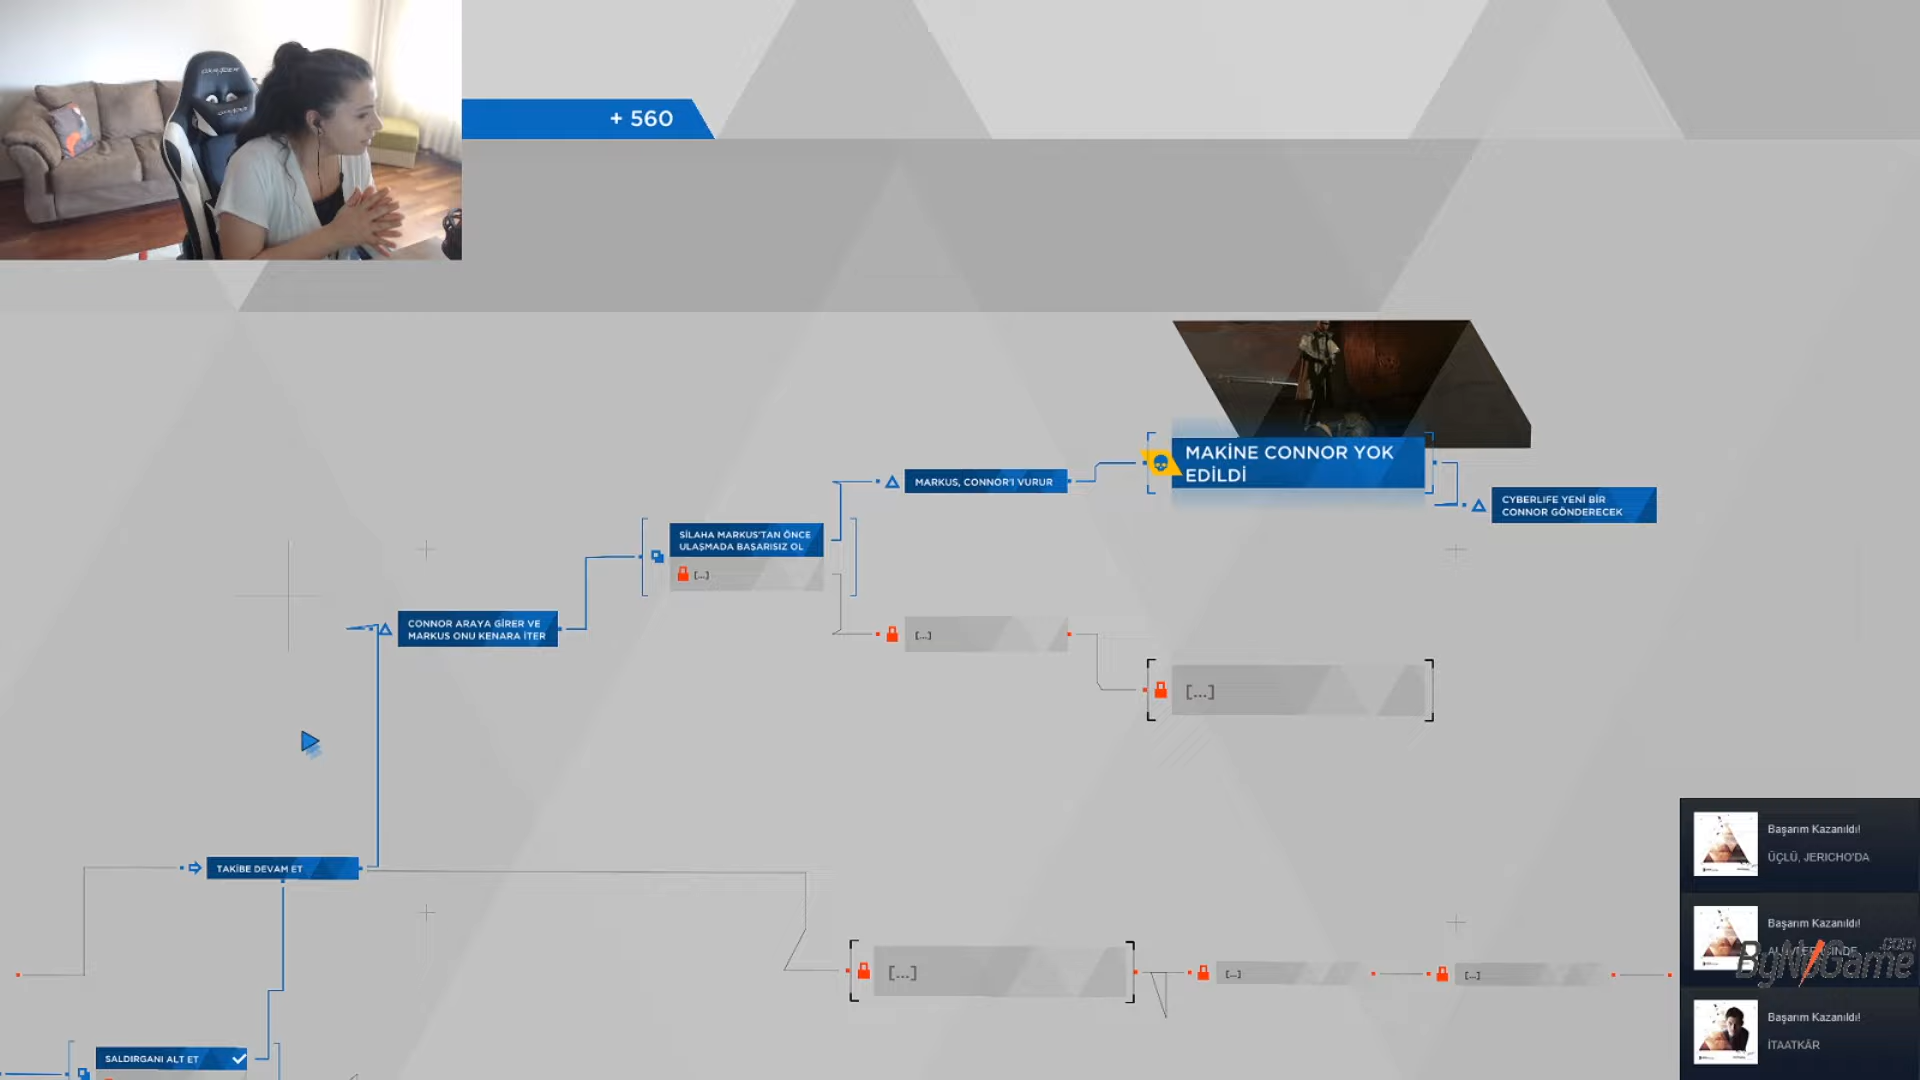 + 560
MAKİNE CONNOR YOK
EDİLDİ
MARKUS, CONNOR'I VURUR
CYBERLIFE YENİ BİR
CONNOR GÖNDERECEK
SİLAHA MARKUS'TAN ÖNCE
ULAŞMADA BAŞARISIZ OL
[...]
CONNOR ARAYA GİRER VE
MARKUS ONU KENARA İTER
[...]
[...]
TAKİBE DEVAM ET
[...]
[...]
[...]
SALDIRGANI ALT ET
Başarım Kazanıldı!
ÜÇLÜ, JERICHO'DA
Başarım Kazanıldı!
ByNoGame
.com
Başarım Kazanıldı!
İTAATKÂR